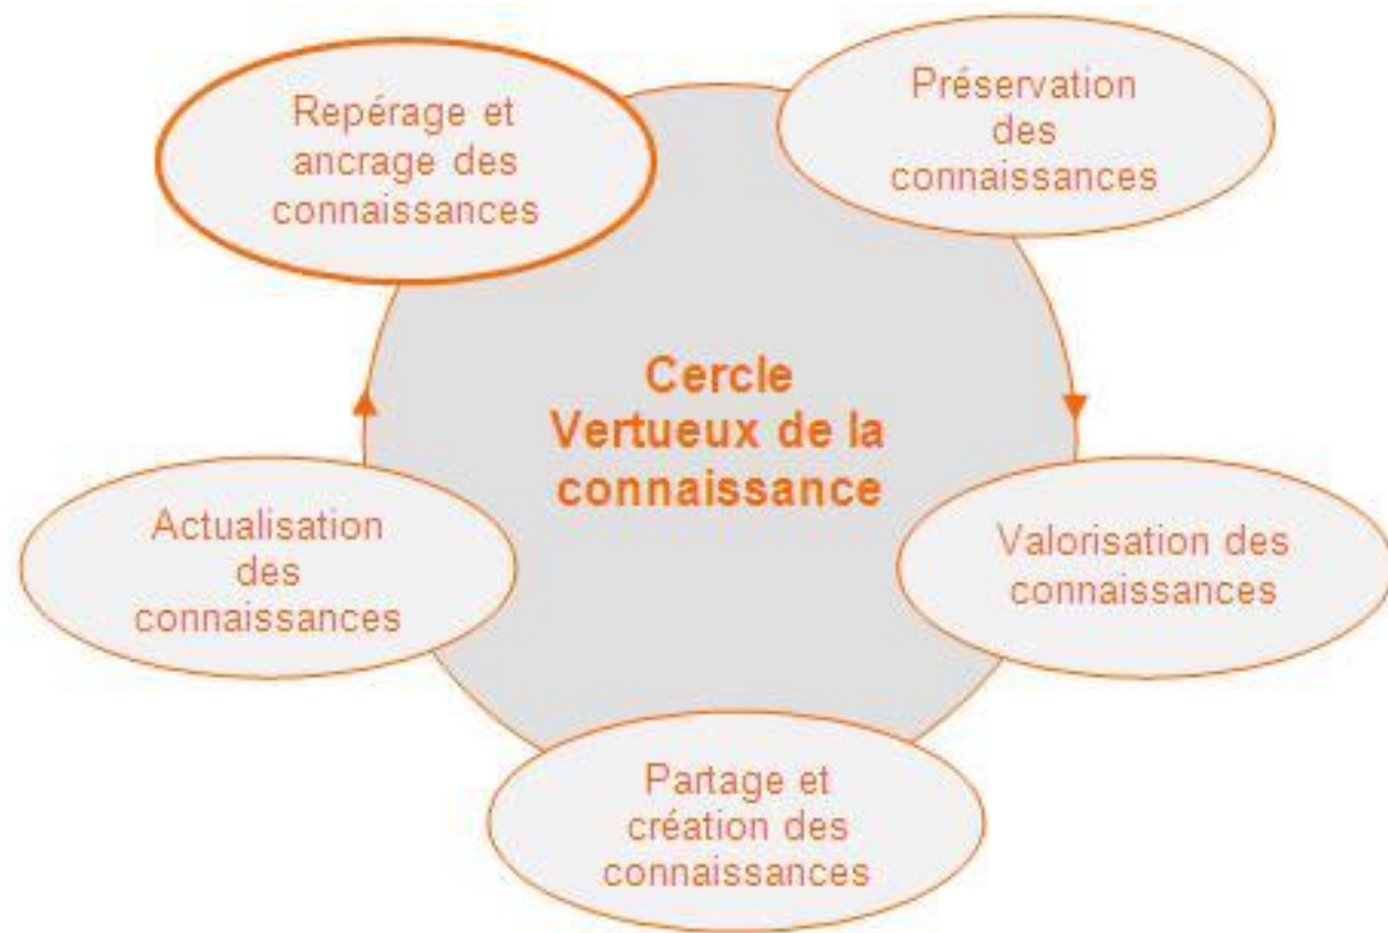 Repérage et
ancrage des
connaissances
Préservation
des
connaissances
Cercle
Vertueux de la
connaissance
Actualisation
des
connaissances
Valorisation des
connaissances
Partage et
création des
connaissances